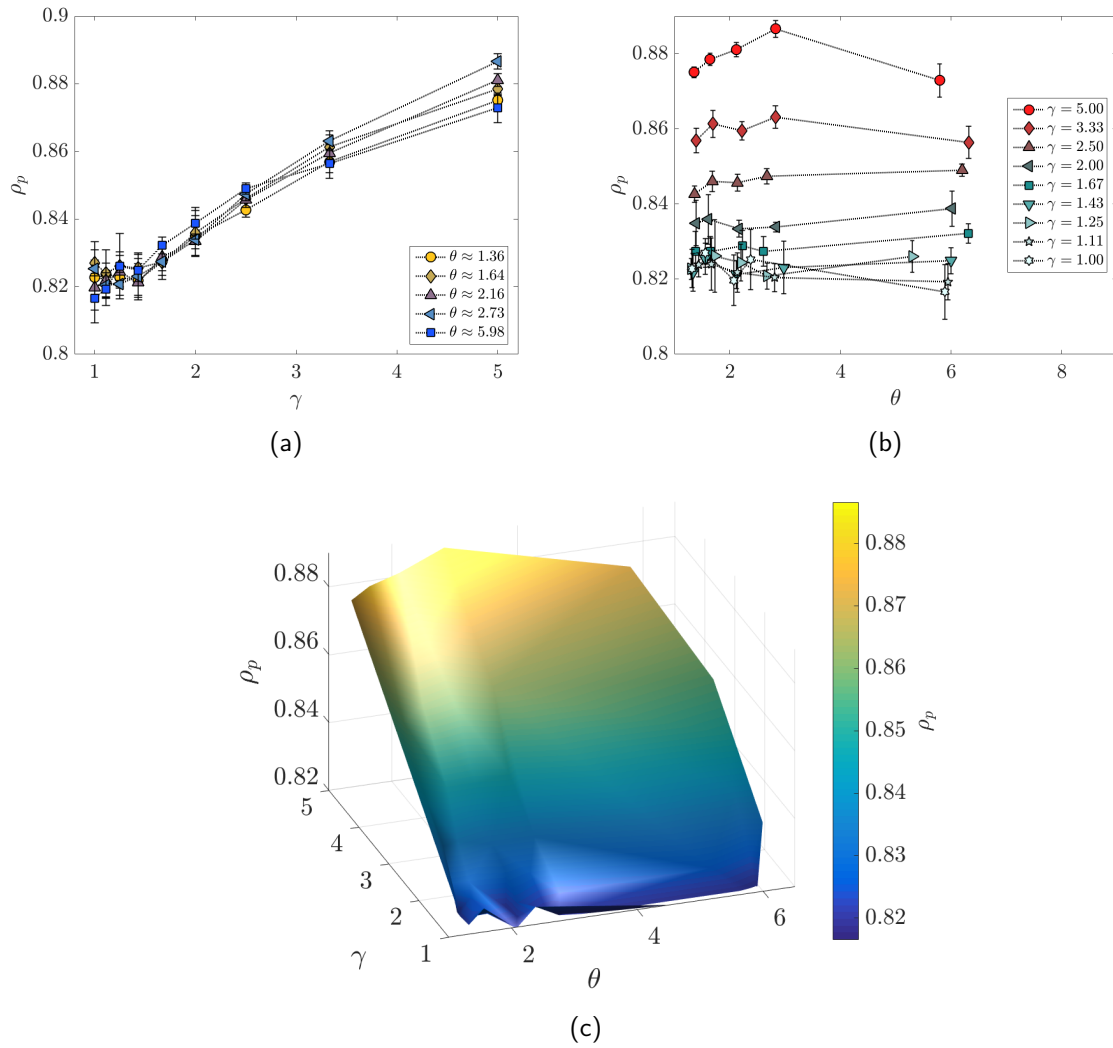 0.9
0.88
0.86
0.84
0.82
0.8
ρp
1 2 3 4 5
γ
θ ≈ 1.36
θ ≈ 1.64
θ ≈ 2.16
θ ≈ 2.73
θ ≈ 5.98
(a)
0.88
0.86
0.84
0.82
0.8
ρp
2 4 6 8
θ
γ = 5.00
γ = 3.33
γ = 2.50
γ = 2.00
γ = 1.67
γ = 1.43
γ = 1.25
γ = 1.11
γ = 1.00
(b)
0.88
0.86
0.84
0.82
ρp
5
4
3
2
1
γ
2
4
6
θ
0.88
0.87
0.86
0.85
0.84
0.83
0.82
ρp
(c)